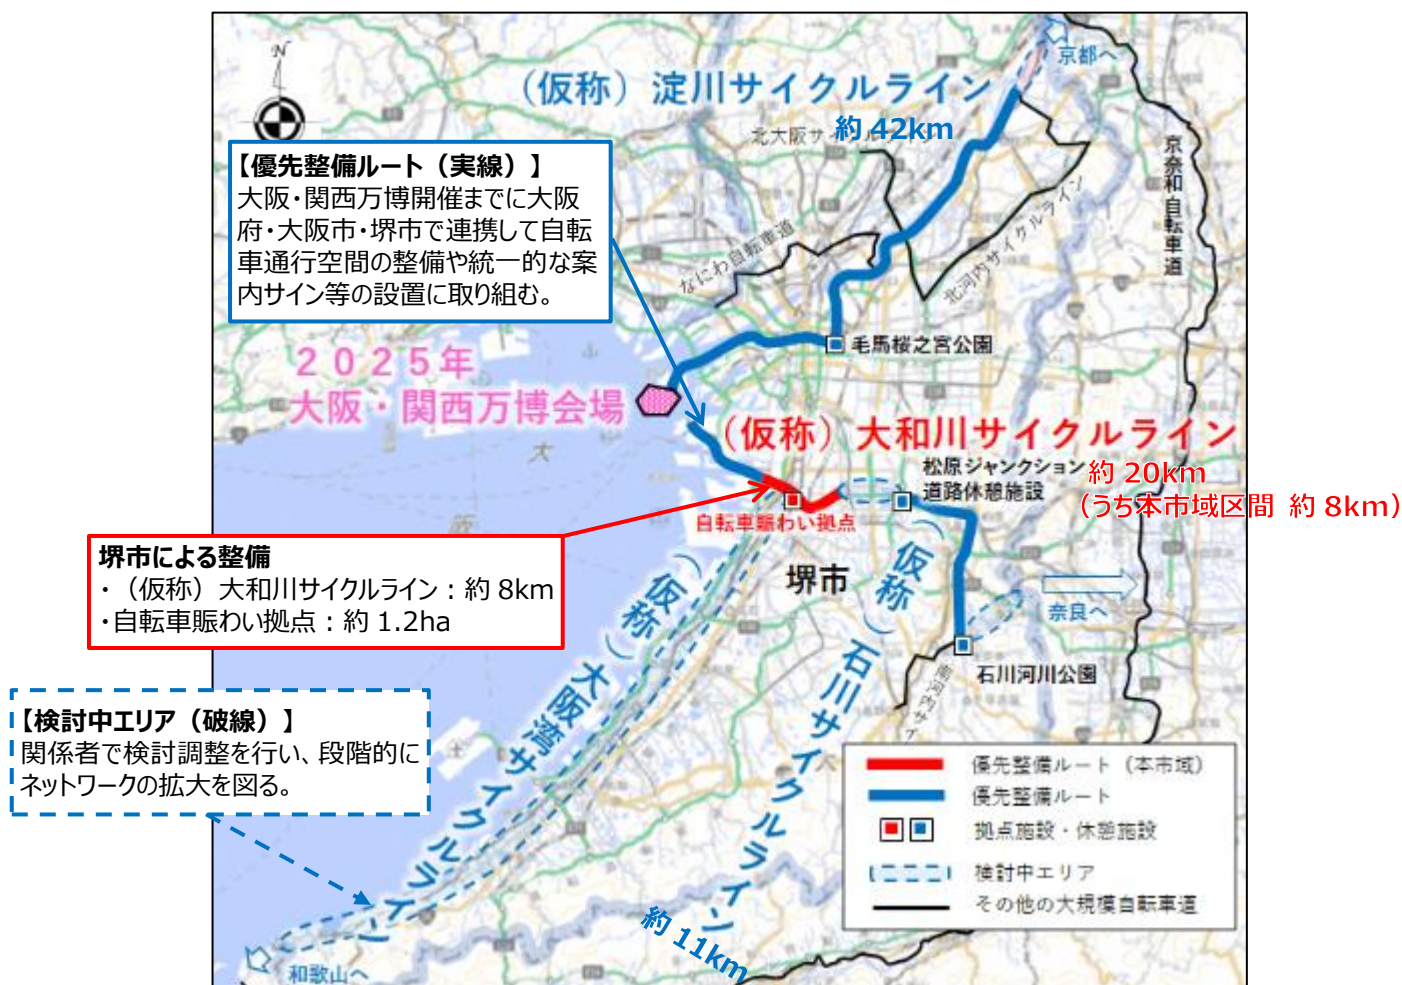 N
京都へ
（仮称）淀川サイクルライン
約 42km
北大阪サ
京奈和自転車道
【優先整備ルート（実線）】
大阪・関西万博開催までに大阪
府・大阪市・堺市で連携して自転
車通行空間の整備や統一的な案
内サイン等の設置に取り組む。
なにわ自転車道
北河内サイクルライン
毛馬桜之宮公園
２０２５年
大阪・関西万博会場
（仮称）大和川サイクルライン
約 20km
（うち本市域区間 約 8km）
松原ジャンクション
道路休憩施設
大
阪
自転車賑わい拠点
堺市による整備
・（仮称）大和川サイクルライン：約 8km
・自転車賑わい拠点：約 1.2ha
堺市
奈良へ
石川河川公園
南河内サ
（仮称）大阪湾サイクルライン
（仮称）石川サイクルライン
約 11km
【検討中エリア（破線）】
関係者で検討調整を行い、段階的に
ネットワークの拡大を図る。
和歌山へ
優先整備ルート（本市域）
優先整備ルート
拠点施設・休憩施設
検討中エリア
その他の大規模自転車道